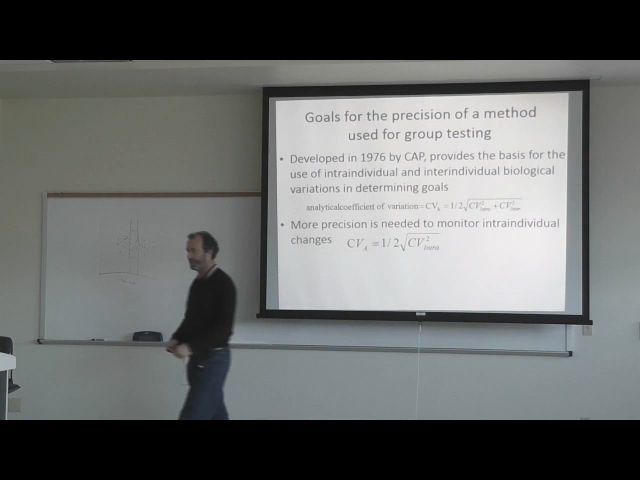 Goals for the precision of a method
used for group testing
• Developed in 1976 by CAP, provides the basis for the
use of intraindividual and interindividual biological
variations in determining goals
analyticalcoefficient of variation = CV_A = 1/2√(CV²_Intra + CV²_Inter)
• More precision is needed to monitor intraindividual
changes CV_A = 1/2√(CV²_Intra)